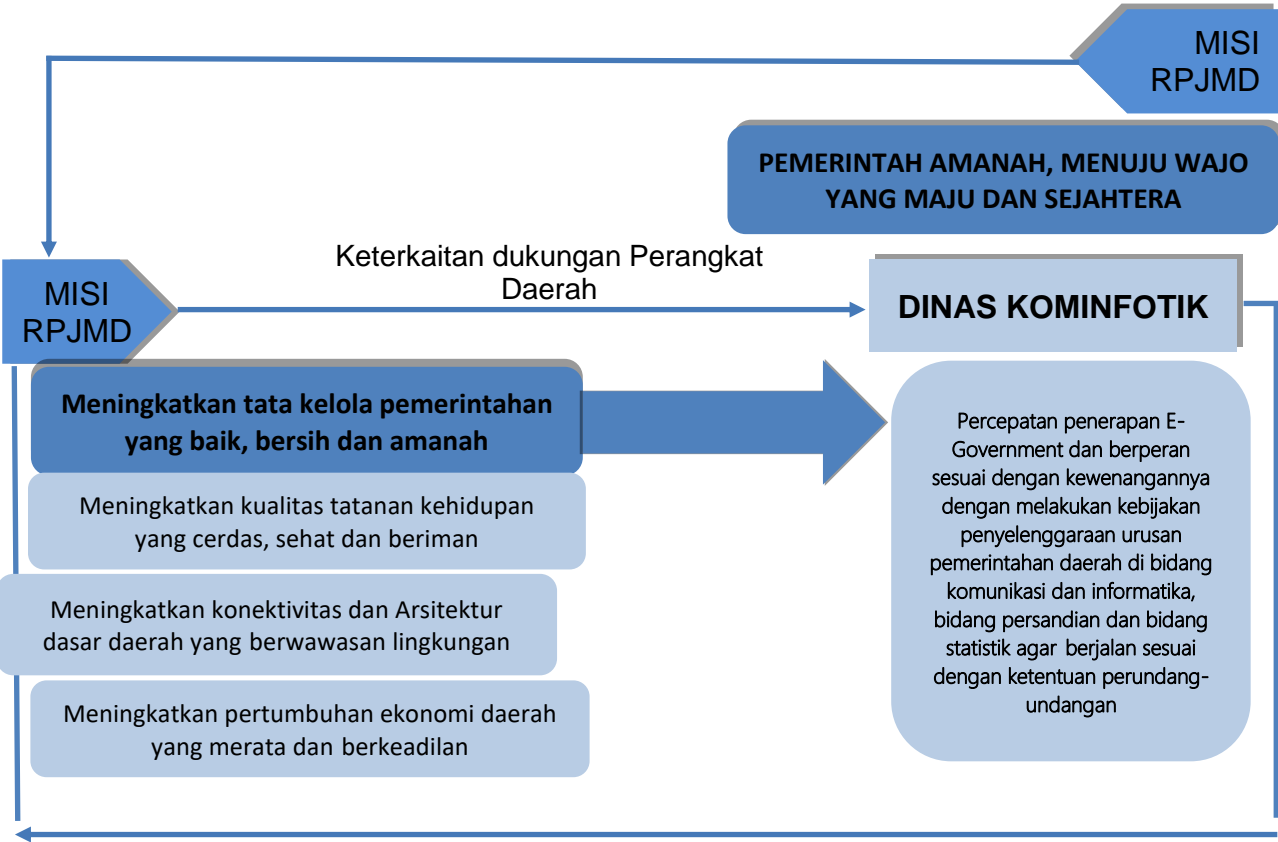 MISI
RPJMD
PEMERINTAH AMANAH, MENUJU WAJO
YANG MAJU DAN SEJAHTERA
Keterkaitan dukungan Perangkat
Daerah
MISI
RPJMD
DINAS KOMINFOTIK
Meningkatkan tata kelola pemerintahan
yang baik, bersih dan amanah
Meningkatkan kualitas tatanan kehidupan
yang cerdas, sehat dan beriman
Meningkatkan konektivitas dan Arsitektur
dasar daerah yang berwawasan lingkungan
Meningkatkan pertumbuhan ekonomi daerah
yang merata dan berkeadilan
Percepatan penerapan E-
Government dan berperan
sesuai dengan kewenangannya
dengan melakukan kebijakan
penyelenggaraan urusan
pemerintahan daerah di bidang
komunikasi dan informatika,
bidang persandian dan bidang
statistik agar berjalan sesuai
dengan ketentuan perundang-
undangan